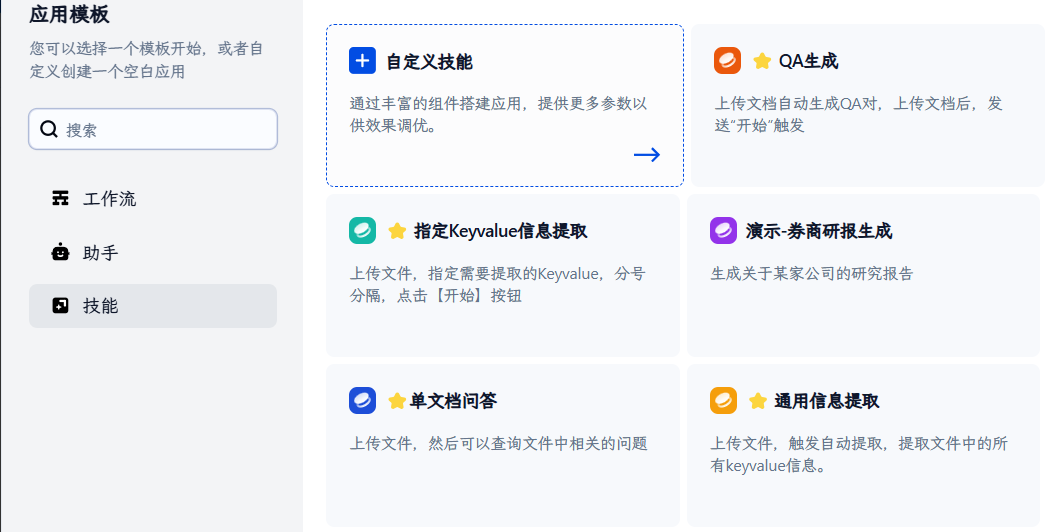 应用模板
您可以选择一个模板开始，或者自
定义创建一个空白应用
搜索
工作流
助手
技能
自定义技能
通过丰富的组件搭建应用，提供更多参数以
供效果调优。
QA生成
上传文档自动生成QA对，上传文档后，发
送“开始”触发
指定Keyvalue信息提取
上传文件，指定需要提取的Keyvalue，分号
分隔，点击【开始】按钮
演示-券商研报生成
生成关于某家公司的研究报告
单文档问答
上传文件，然后可以查询文件中相关的问题
通用信息提取
上传文件，触发自动提取，提取文件中的所
有keyvalue信息。